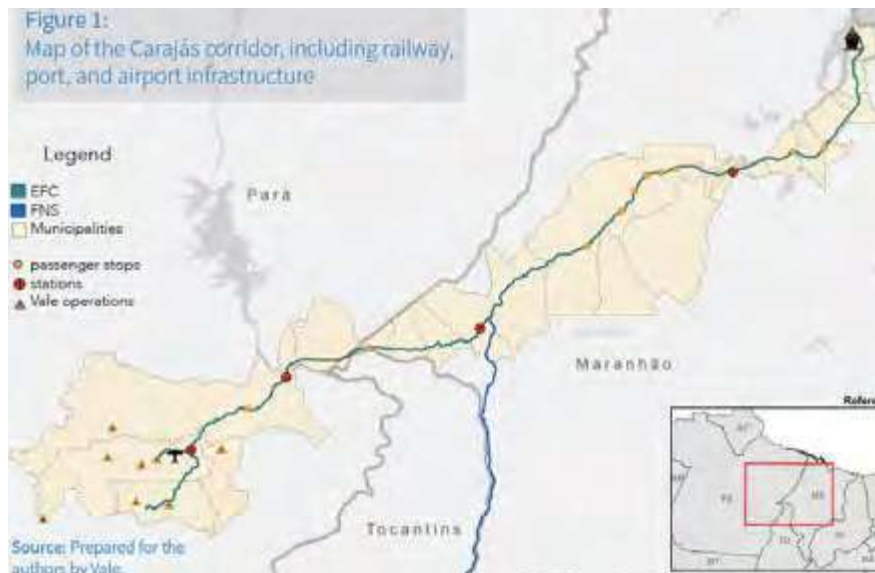 Figure 1:
Map of the Carajás corridor, including railway,
port, and airport infrastructure
Legend
EFC
FNS
Municipalities
passenger stops
stations
Vale operations
Pará
Maranhão
Tocantins
Refere
Source: Prepared for the
authors by Vale.